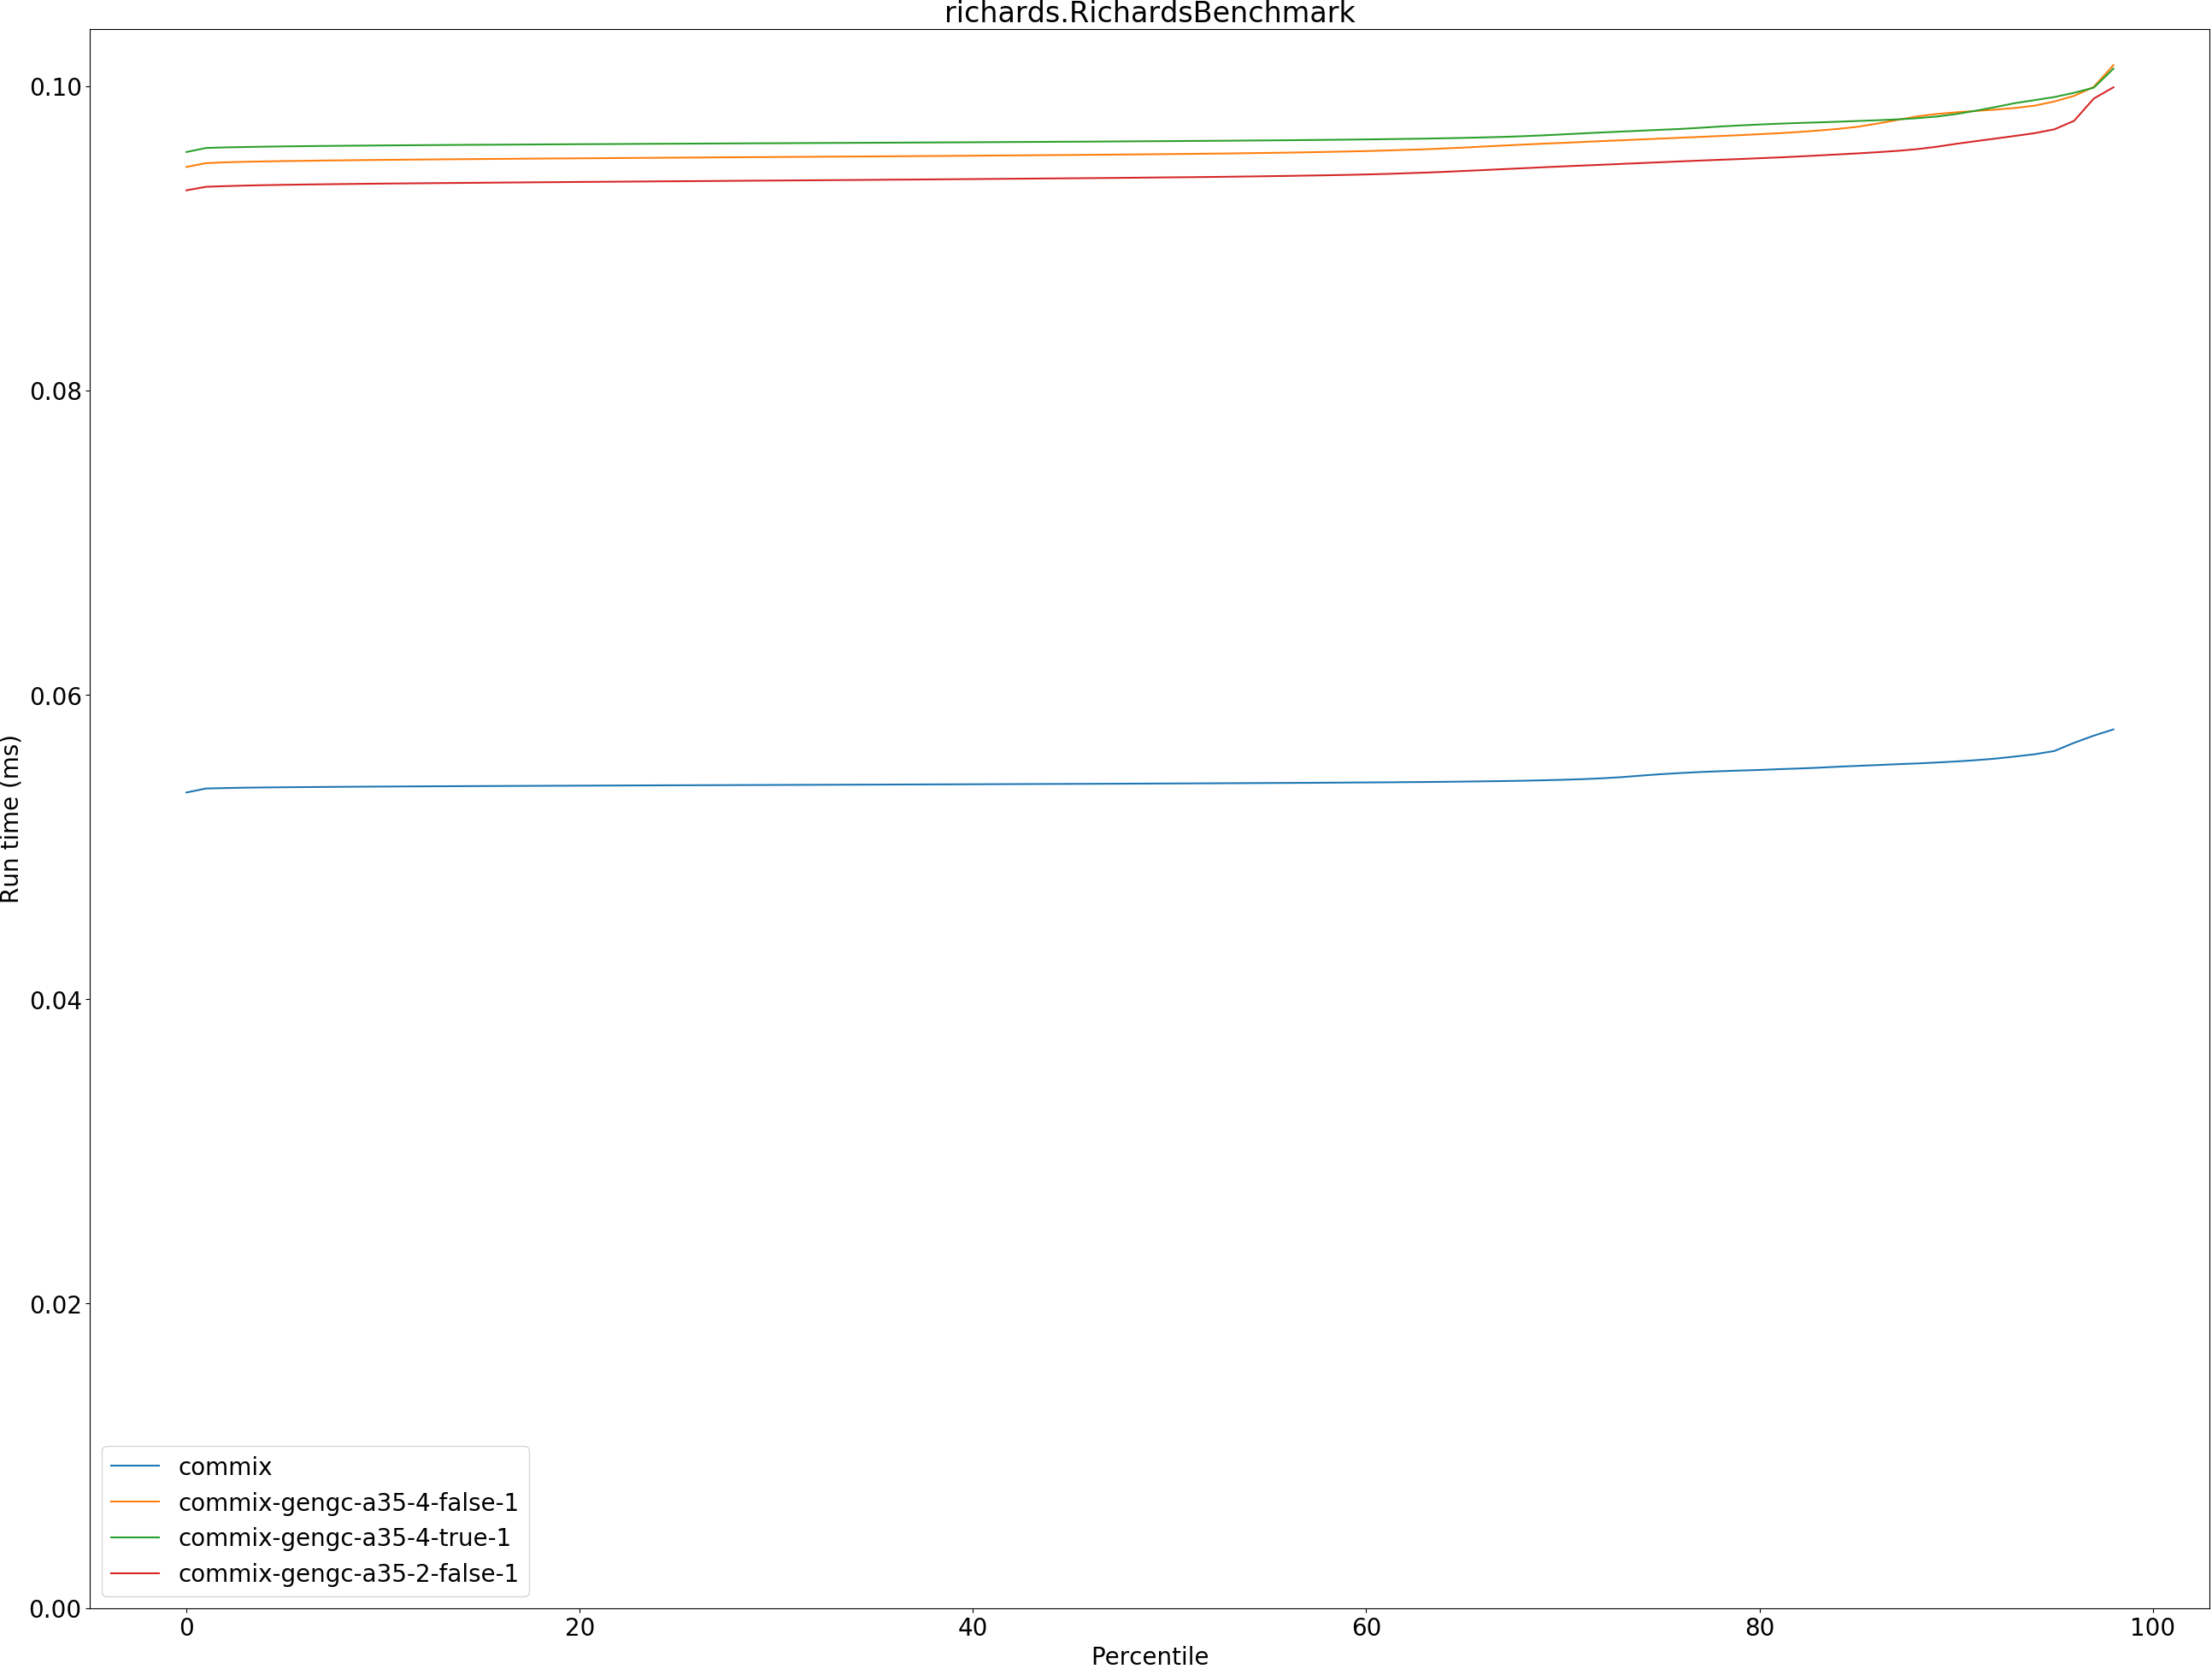 richards.RichardsBenchmark
Run time (ms)
0.10
0.08
0.06
0.04
0.02
0.00
commix
commix-gengc-a35-4-false-1
commix-gengc-a35-4-true-1
commix-gengc-a35-2-false-1
0 20 40 60 80 100
Percentile